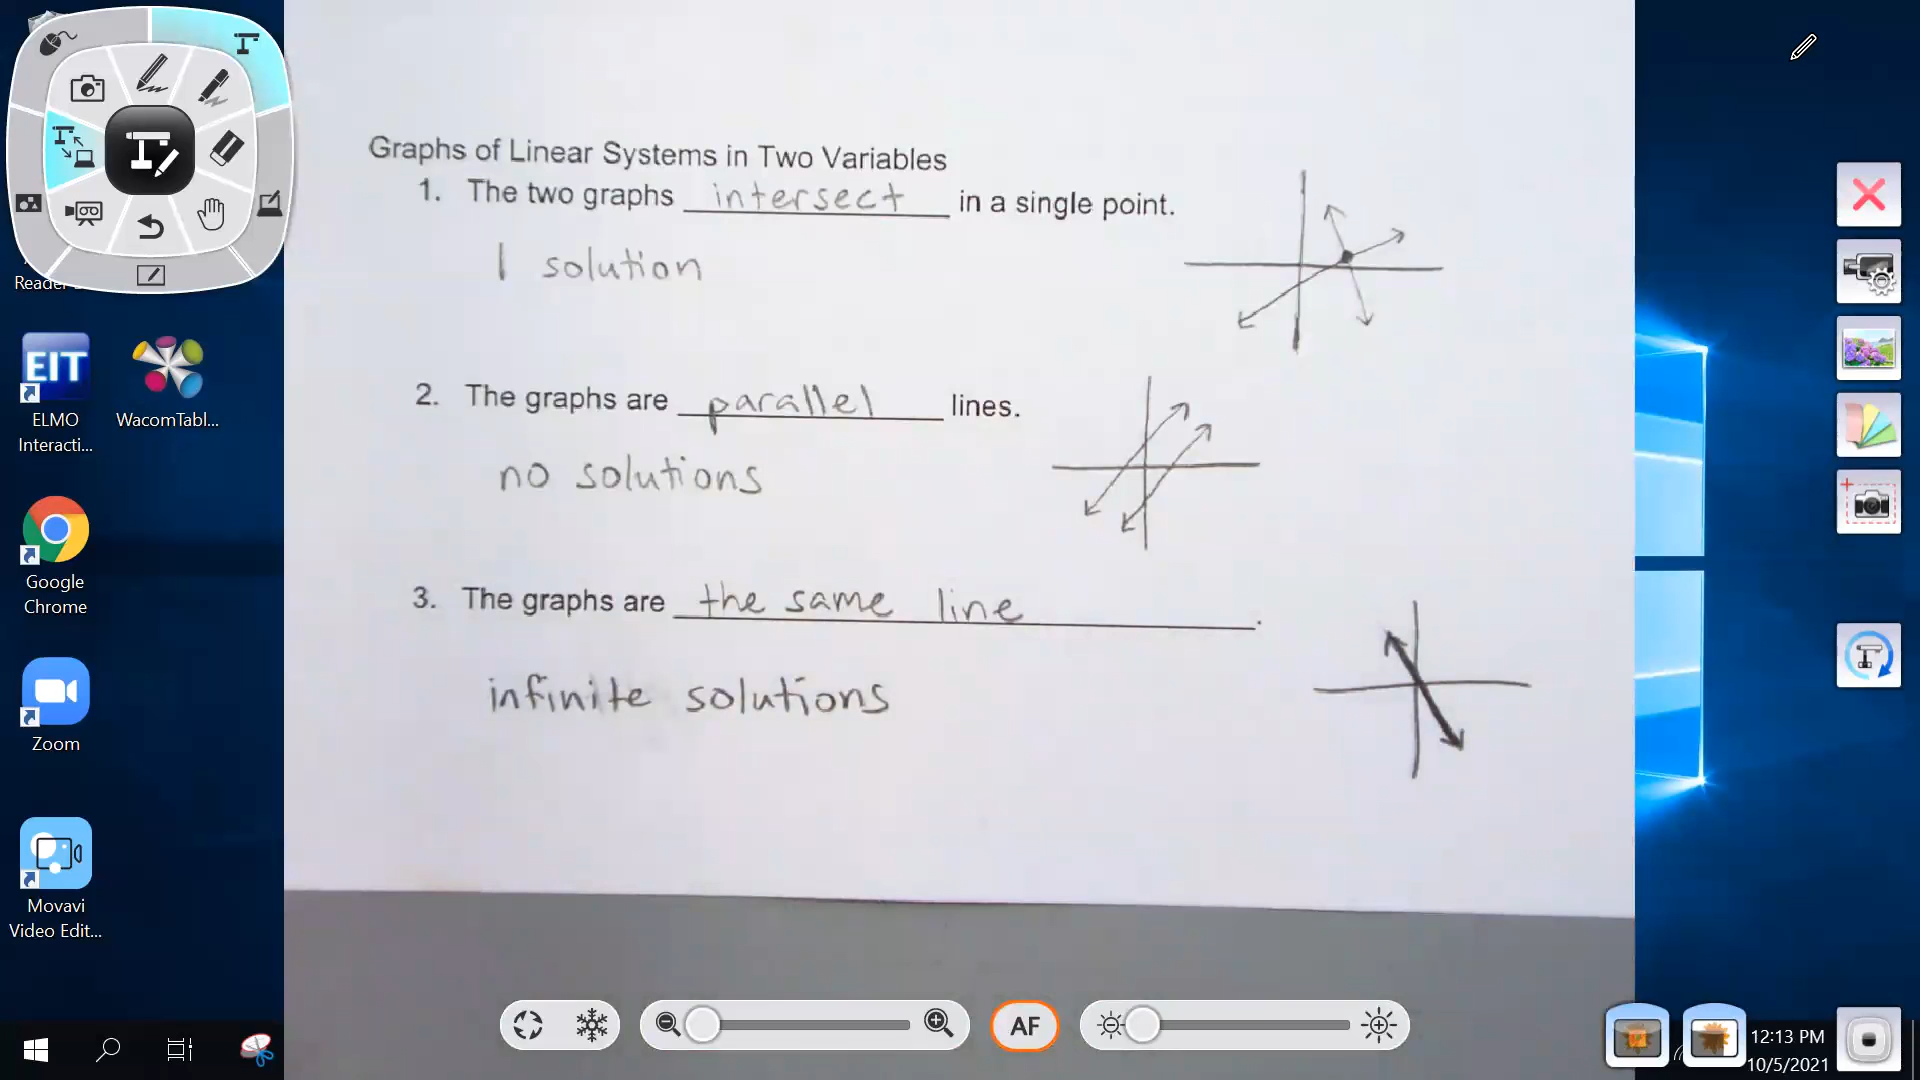 Graphs of Linear Systems in Two Variables
1. The two graphs intersect in a single point.
1 solution
2. The graphs are parallel lines.
no solutions
3. The graphs are the same line.
infinite solutions
EIT
ELMO
Interacti...
WacomTabl...
Google
Chrome
Zoom
Movavi
Video Edit...
AF
12:13 PM
10/5/2021